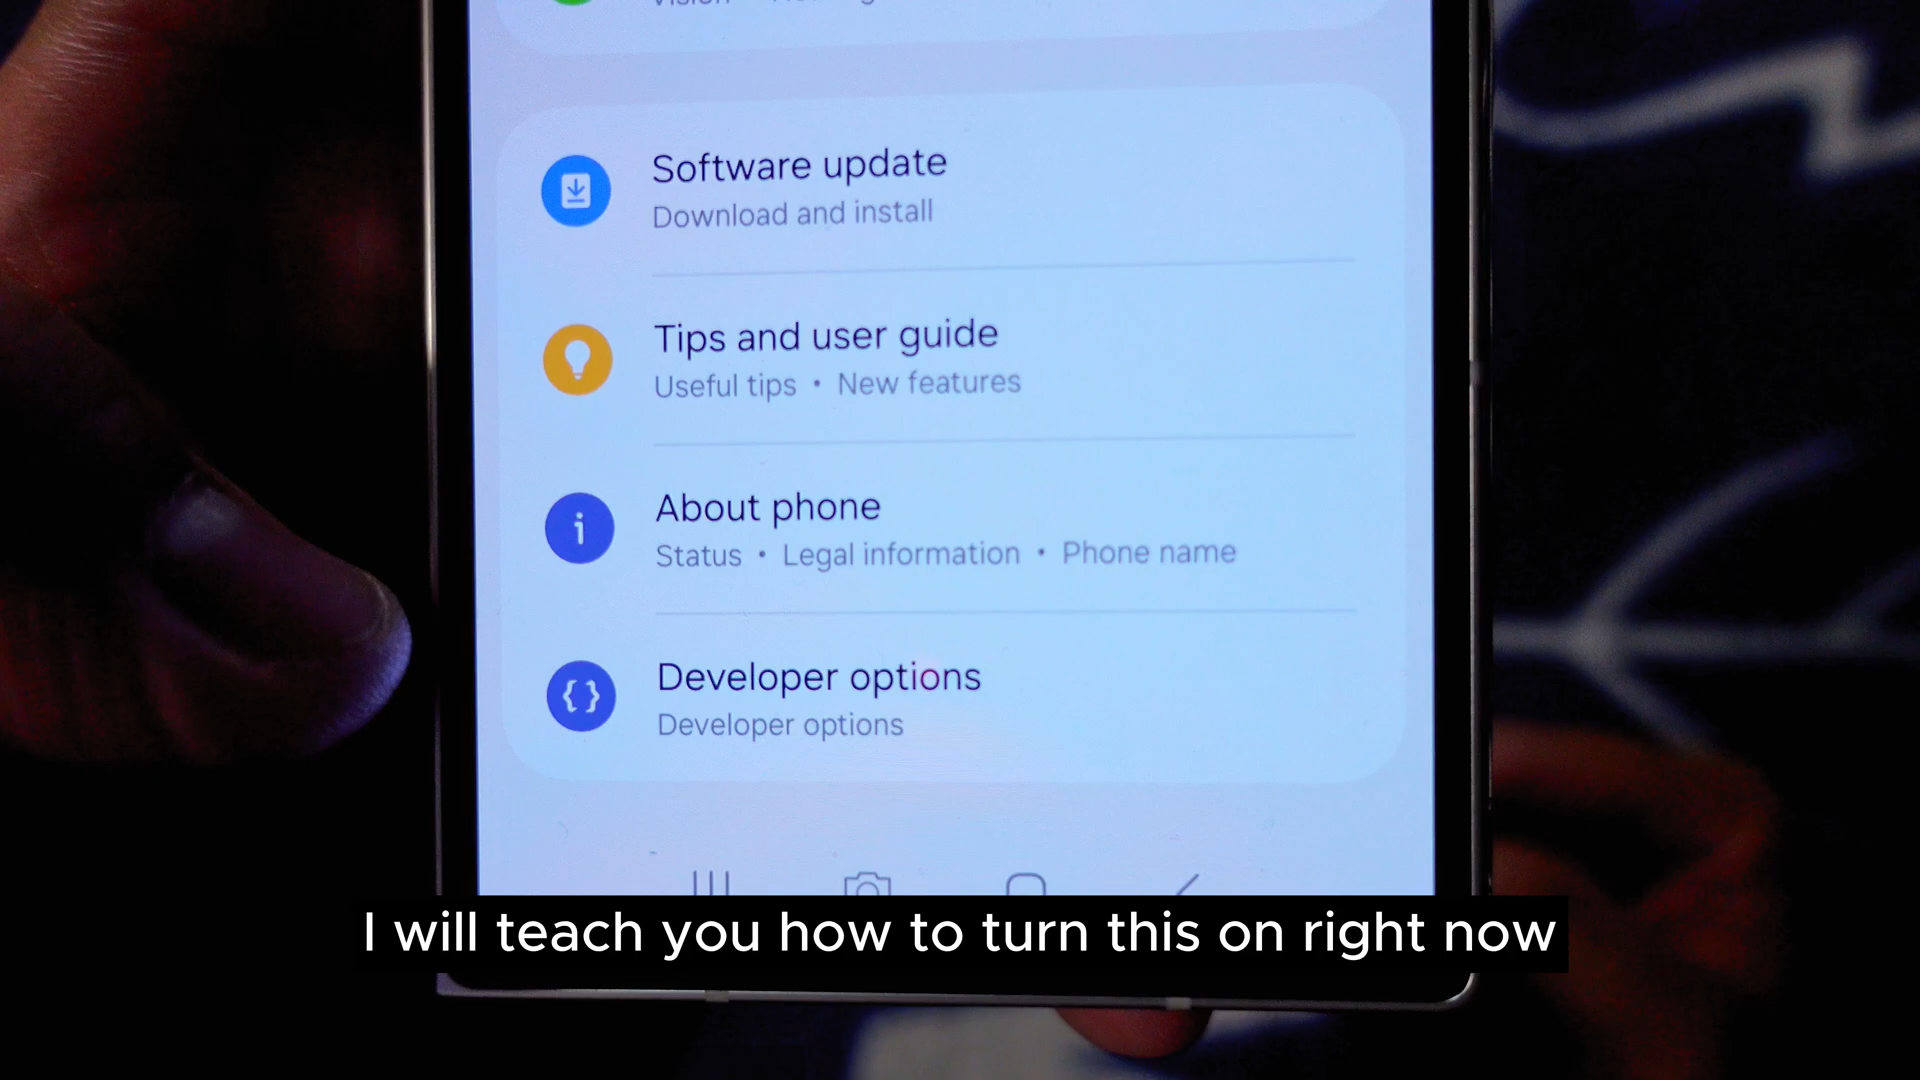 Software update
Download and install
Tips and user guide
Useful tips • New features
About phone
Status • Legal information • Phone name
Developer options
Developer options
I will teach you how to turn this on right now